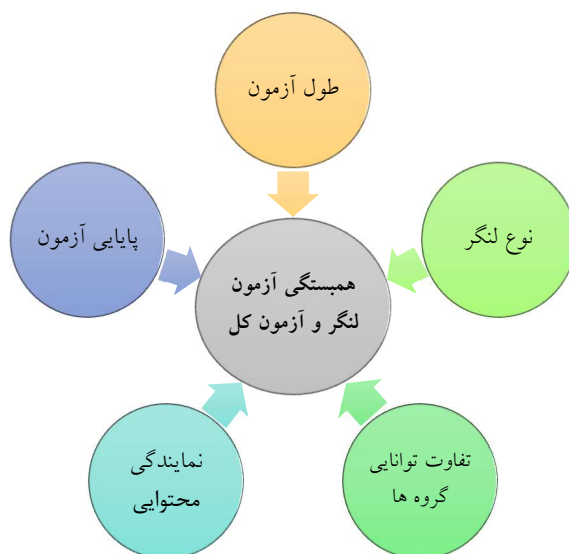 طول آزمون
پایایی آزمون
نوع لنگر
همبستگی آزمون
لنگر و آزمون کل
نمایندگی
محتوایی
تفاوت توانایی
گروه ها